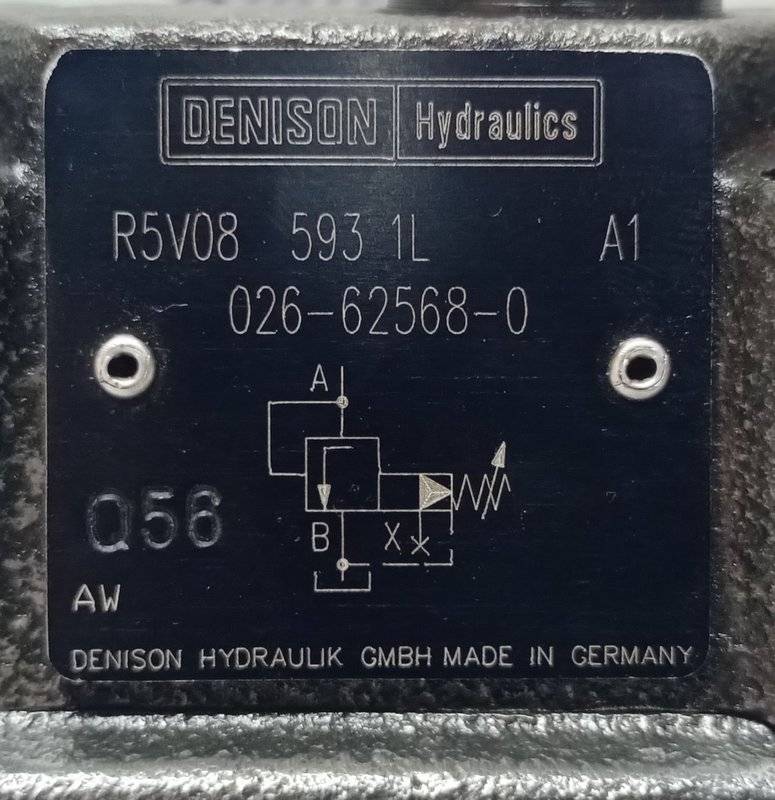 DENISON Hydraulics
R5V08 593 1L A1
026-62568-0
A
B X
Q56
AW
DENISON HYDRAULIK GMBH MADE IN GERMANY